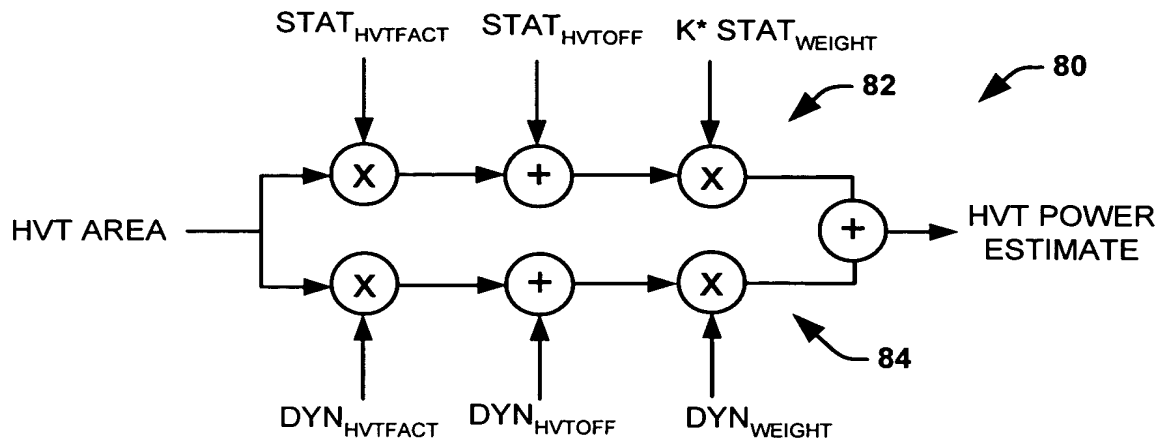 STAT_HVTFACT STAT_HVTOFF K* STAT_WEIGHT
80
82
X + X
HVT AREA
+
HVT POWER
ESTIMATE
X + X
84
DYN_HVTFACT DYN_HVTOFF DYN_WEIGHT